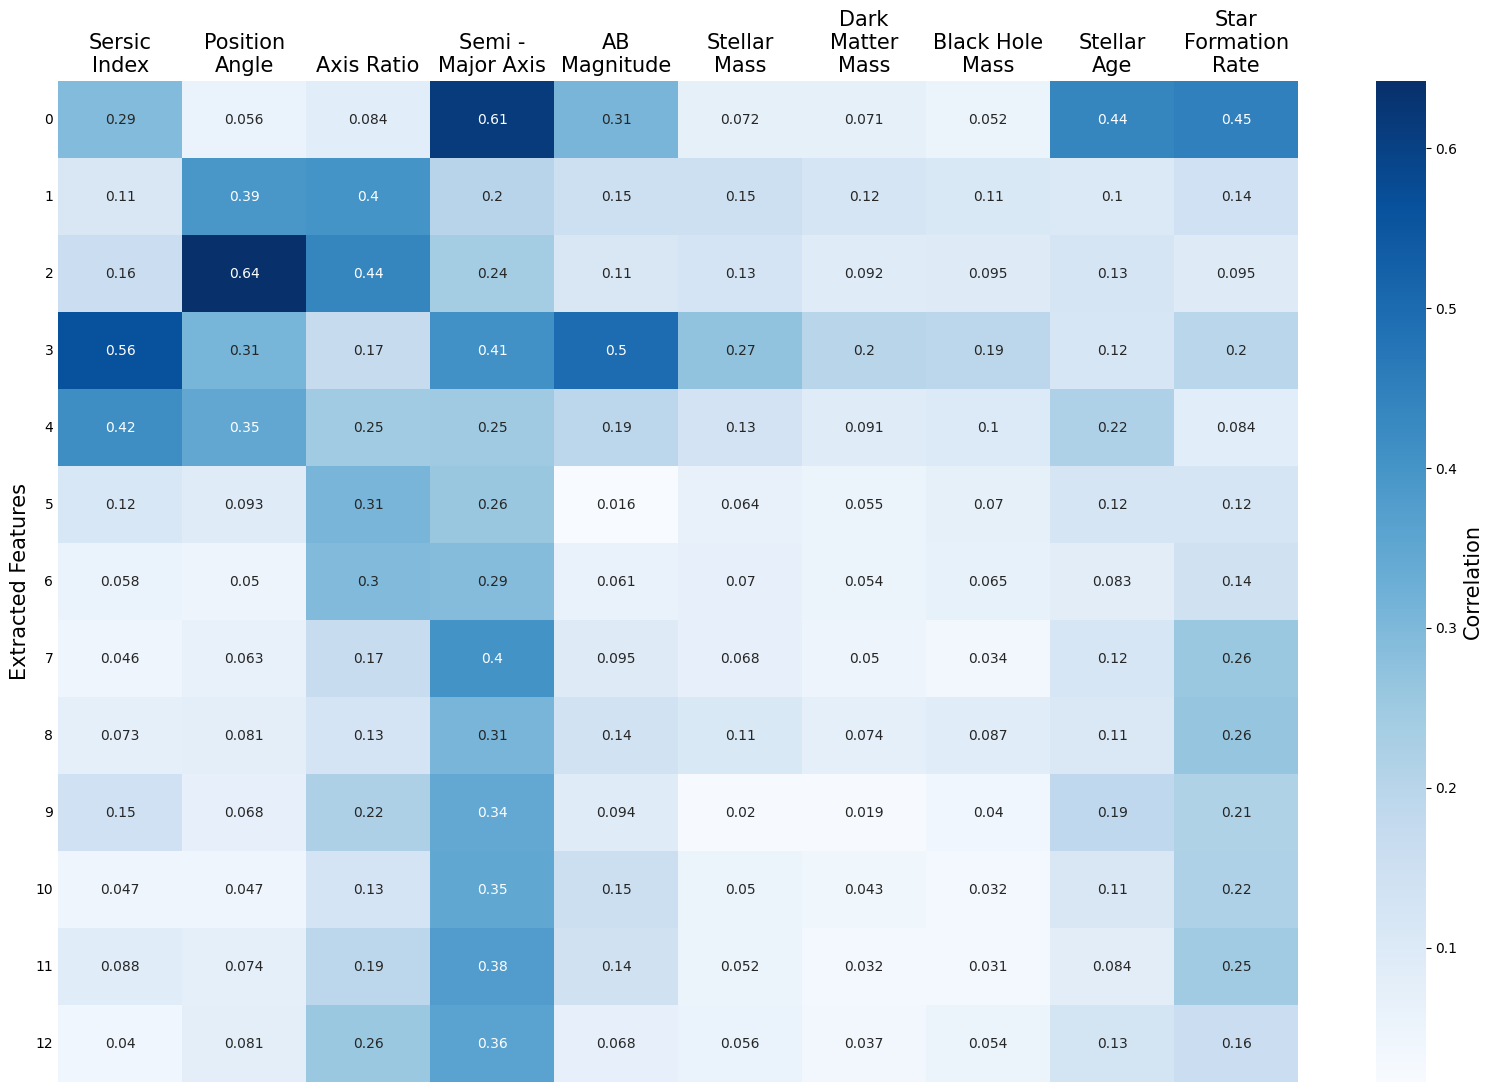 Sersic
Index
Position
Angle
Axis Ratio
Semi -
Major Axis
AB
Magnitude
Stellar
Mass
Dark
Matter
Mass
Black Hole
Mass
Stellar
Age
Star
Formation
Rate
0 0.29 0.056 0.084 0.61 0.31 0.072 0.071 0.052 0.44 0.45
1 0.11 0.39 0.4 0.2 0.15 0.15 0.12 0.11 0.1 0.14
2 0.16 0.64 0.44 0.24 0.11 0.13 0.092 0.095 0.13 0.095
3 0.56 0.31 0.17 0.41 0.5 0.27 0.2 0.19 0.12 0.2
4 0.42 0.35 0.25 0.25 0.19 0.13 0.091 0.1 0.22 0.084
5 0.12 0.093 0.31 0.26 0.016 0.064 0.055 0.07 0.12 0.12
6 0.058 0.05 0.3 0.29 0.061 0.07 0.054 0.065 0.083 0.14
7 0.046 0.063 0.17 0.4 0.095 0.068 0.05 0.034 0.12 0.26
8 0.073 0.081 0.13 0.31 0.14 0.11 0.074 0.087 0.11 0.26
9 0.15 0.068 0.22 0.34 0.094 0.02 0.019 0.04 0.19 0.21
10 0.047 0.047 0.13 0.35 0.15 0.05 0.043 0.032 0.11 0.22
11 0.088 0.074 0.19 0.38 0.14 0.052 0.032 0.031 0.084 0.25
12 0.04 0.081 0.26 0.36 0.068 0.056 0.037 0.054 0.13 0.16
Extracted Features
0.6
0.5
0.4
0.3
0.2
0.1
Correlation